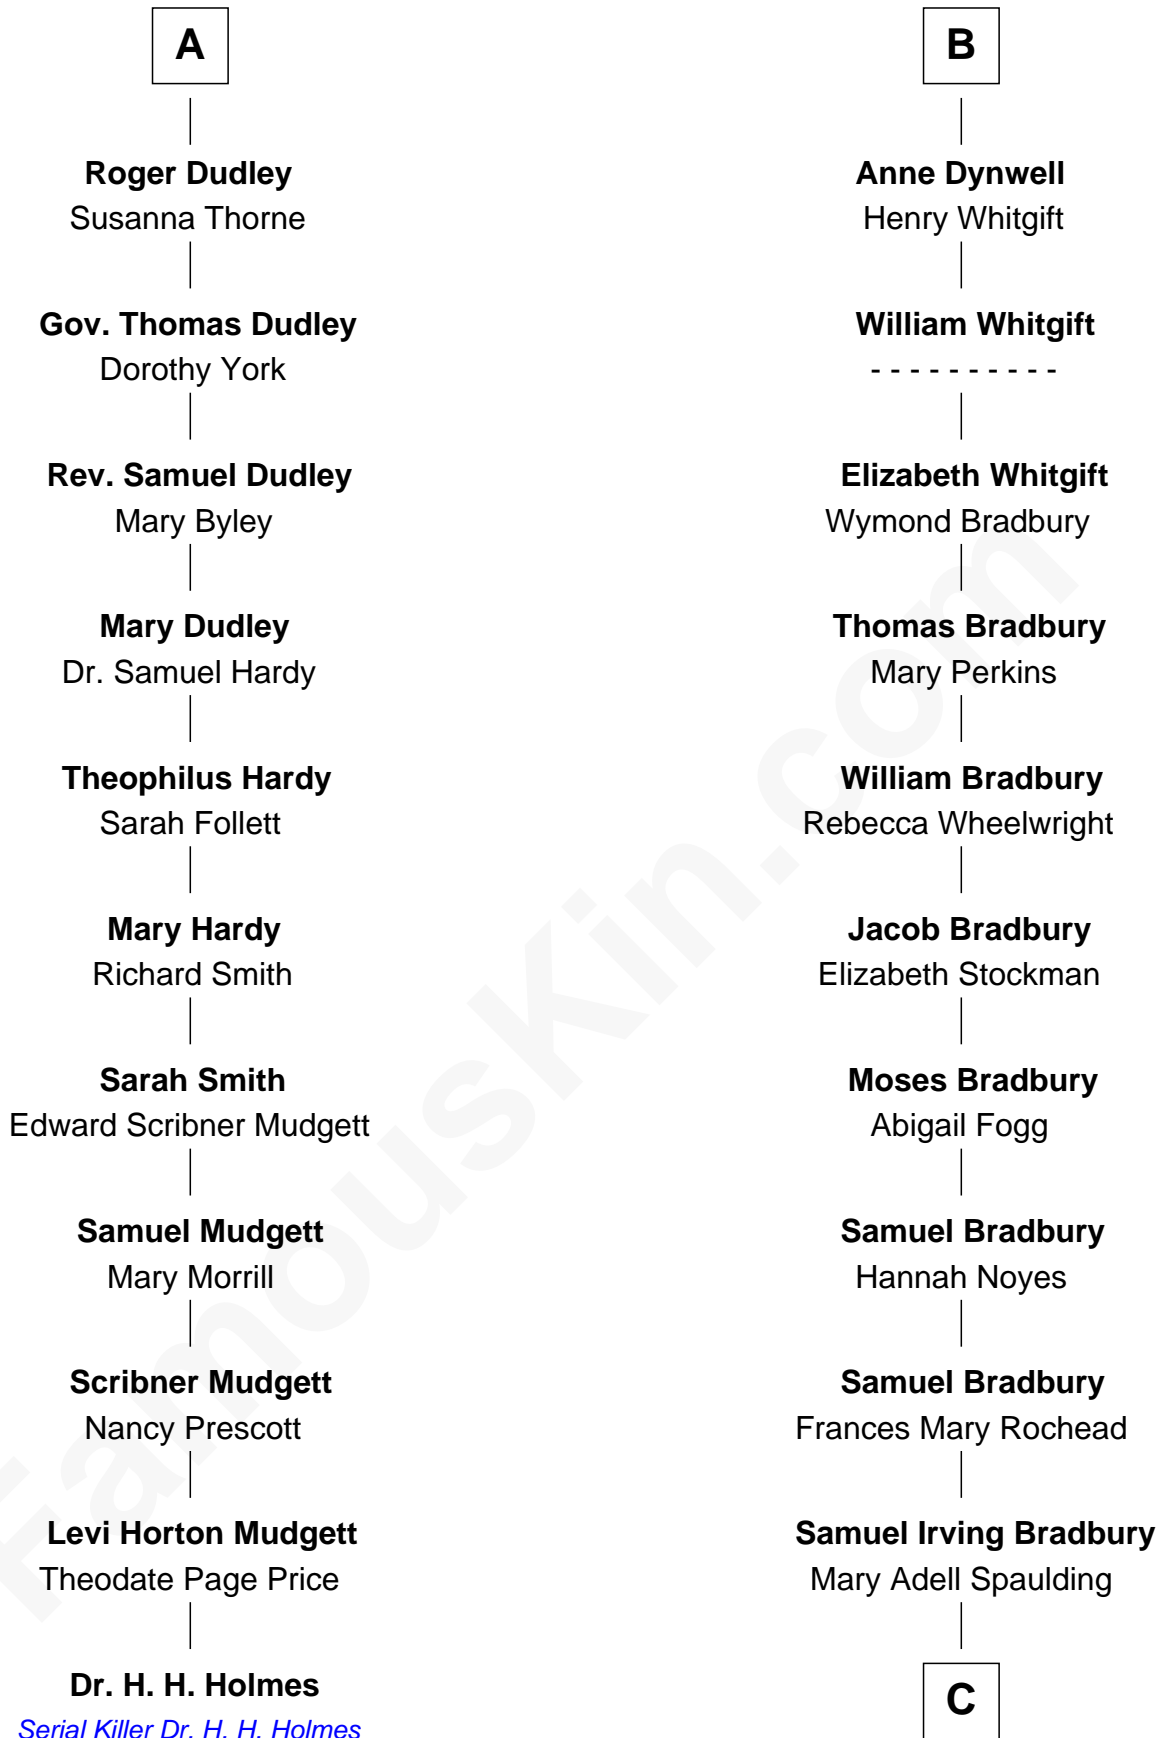 A
Roger Dudley
Susanna Thorne
Gov. Thomas Dudley
Dorothy York
Rev. Samuel Dudley
Mary Byley
Mary Dudley
Dr. Samuel Hardy
Theophilus Hardy
Sarah Follett
Mary Hardy
Richard Smith
Sarah Smith
Edward Scribner Mudgett
Samuel Mudgett
Mary Morrill
Scribner Mudgett
Nancy Prescott
Levi Horton Mudgett
Theodate Page Price
Dr. H. H. Holmes
Serial Killer Dr. H. H. Holmes
B
Anne Dynwell
Henry Whitgift
William Whitgift
- - - - - - - - - -
Elizabeth Whitgift
Wymond Bradbury
Thomas Bradbury
Mary Perkins
William Bradbury
Rebecca Wheelwright
Jacob Bradbury
Elizabeth Stockman
Moses Bradbury
Abigail Fogg
Samuel Bradbury
Hannah Noyes
Samuel Bradbury
Frances Mary Rochead
Samuel Irving Bradbury
Mary Adell Spaulding
C
FamousKin.com